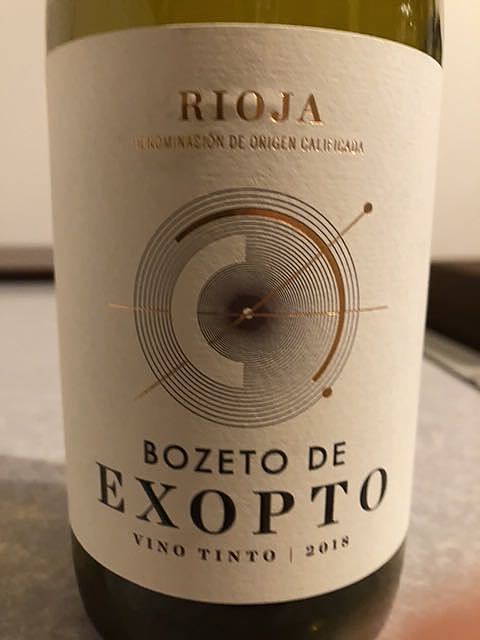 RIOJA
DENOMINACIÓN DE ORIGEN CALIFICADA
BOZETO DE
EXOPTO
VINO TINTO | 2018